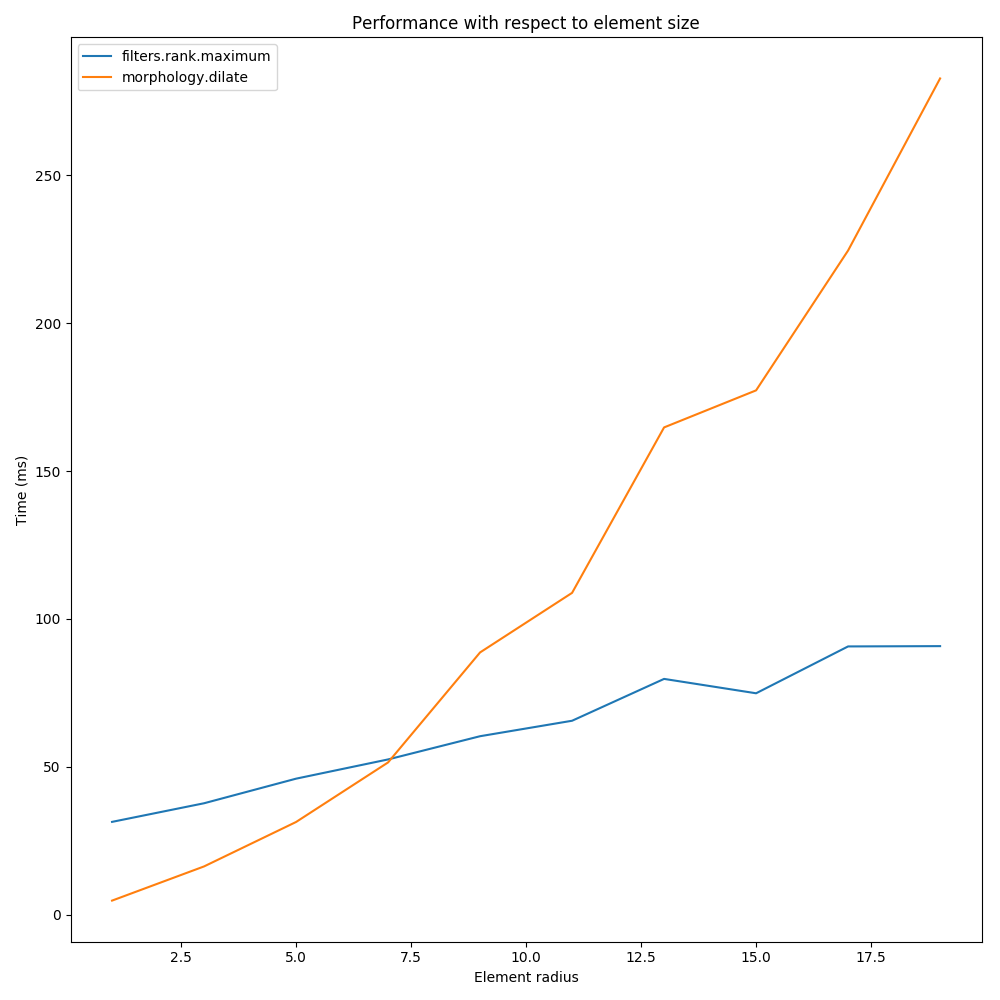 Performance with respect to element size
filters.rank.maximum
morphology.dilate
250
200
150
100
50
0
Time (ms)
2.5
5.0
7.5
10.0
12.5
15.0
17.5
Element radius